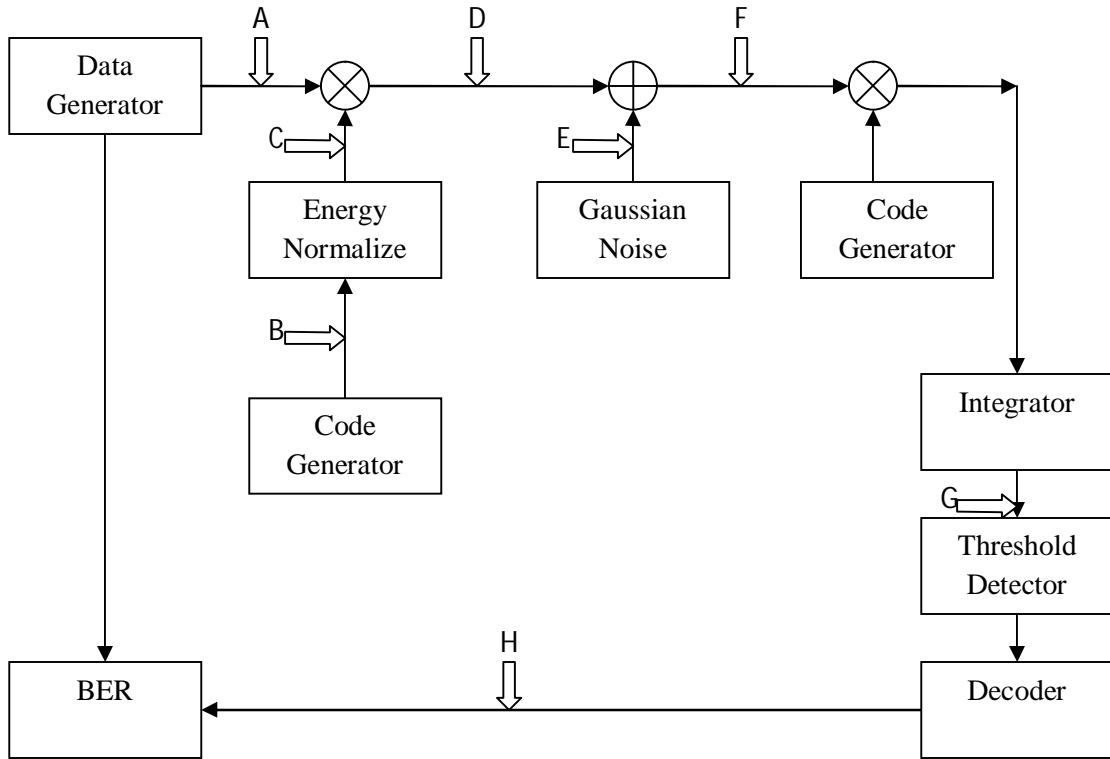 A
D
F
Data
Generator
C
E
Energy
Normalize
Gaussian
Noise
Code
Generator
B
Code
Generator
Integrator
G
Threshold
Detector
H
BER
Decoder